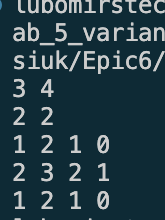 lubomirstec
ab_5_varian
siuk/Epic6/
3 4
2 2
1 2 1 0
2 3 2 1
1 2 1 0